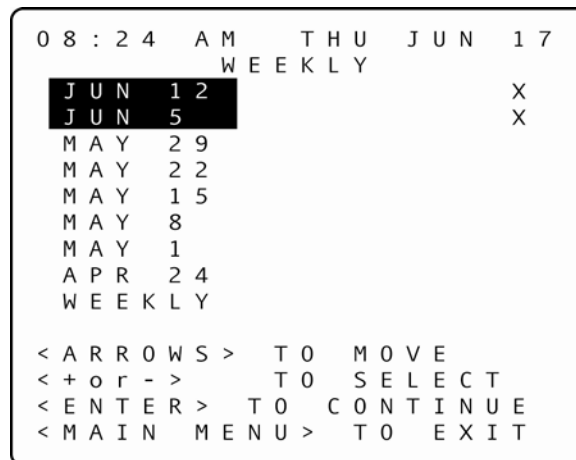 08:24 AM THU JUN 17
WEEKLY
JUN 12 X
JUN 5 X
MAY 29
MAY 22
MAY 15
MAY 8
MAY 1
APR 24
WEEKLY
<ARROWS> TO MOVE
<+or-> TO SELECT
<ENTER> TO CONTINUE
<MAIN MENU> TO EXIT